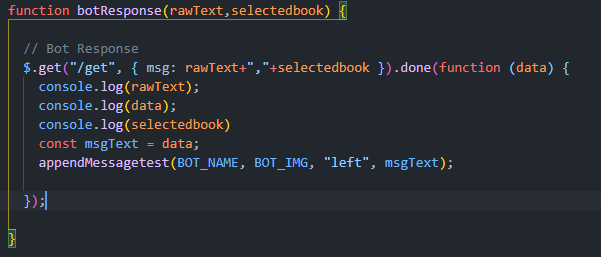 function botResponse(rawText,selectedbook) {
// Bot Response
$.get("/get", { msg: rawText+","+selectedbook }).done(function (data) {
console.log(rawText);
console.log(data);
console.log(selectedbook)
const msgText = data;
appendMessagetest(BOT_NAME, BOT_IMG, "left", msgText);
});
}